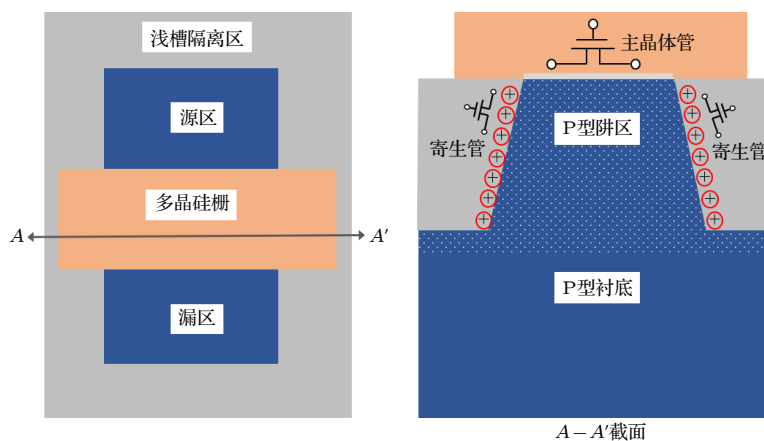 浅槽隔离区
源区
多晶硅栅
A
A′
漏区
主晶体管
P型阱区
寄生管
寄生管
P型衬底
A－A′截面